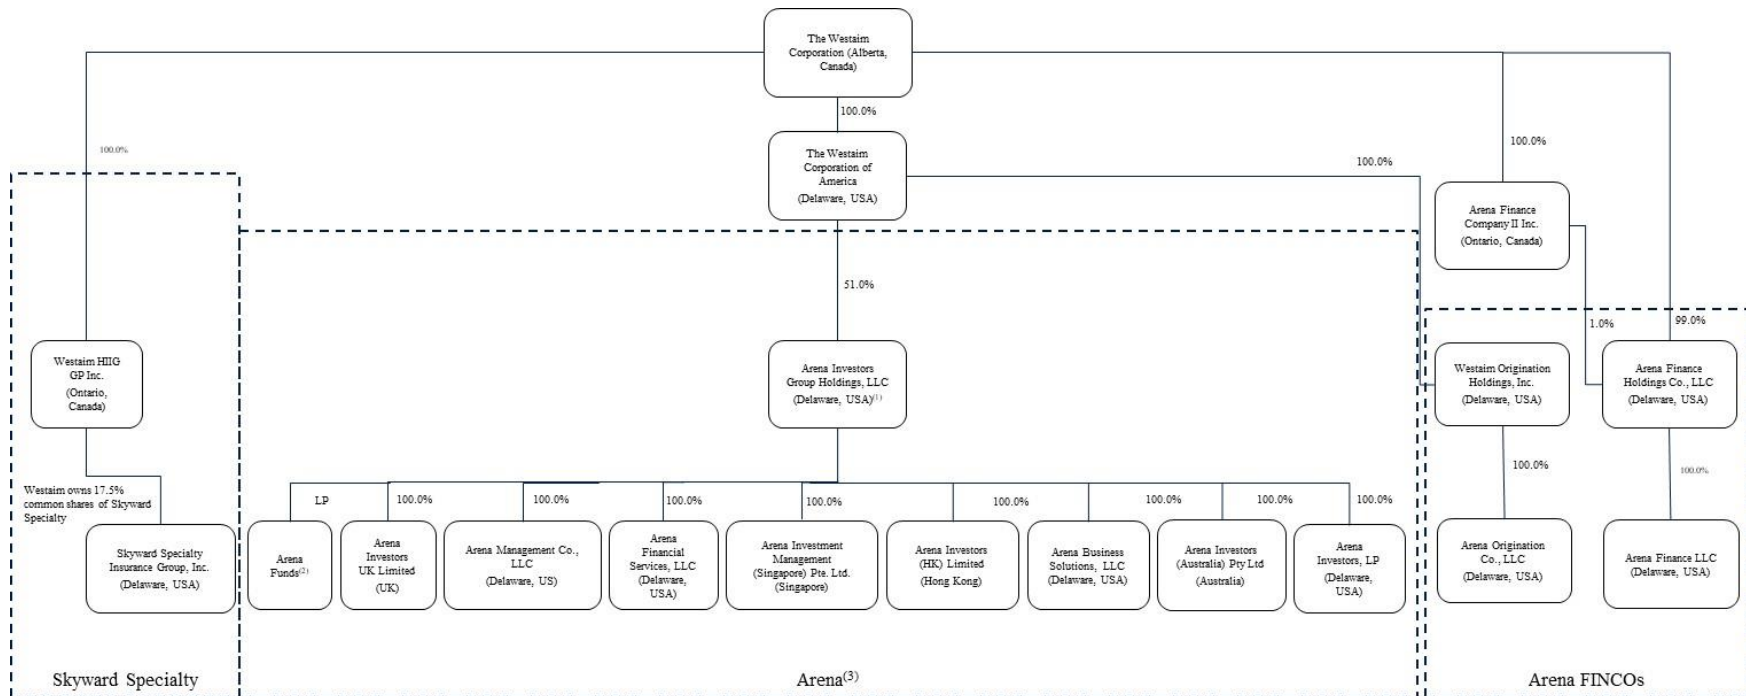 The Westaim
Corporation (Alberta,
Canada)
100.0%
100.0%
100.0%
The Westaim
Corporation of
America
(Delaware, USA)
100.0%
Arena Finance
Company II Inc.
(Ontario, Canada)
51.0%
1.0%
99.0%
Westaim HIIG
GP Inc.
(Ontario,
Canada)
Arena Investors
Group Holdings, LLC
(Delaware, USA)(1)
Westaim Origination
Holdings, Inc.
(Delaware, USA)
Arena Finance
Holdings Co., LLC
(Delaware, USA)
Westaim owns 17.5%
common shares of Skyward
Specialty
LP
100.0%
100.0%
100.0%
100.0%
100.0%
100.0%
100.0%
100.0%
100.0%
100.0%
Skyward Specialty
Insurance Group, Inc.
(Delaware, USA)
Arena
Funds(2)
Arena
Investors
UK Limited
(UK)
Arena Management Co.,
LLC
(Delaware, US)
Arena
Financial
Services, LLC
(Delaware,
USA)
Arena Investment
Management
(Singapore) Pte. Ltd.
(Singapore)
Arena Investors
(HK) Limited
(Hong Kong)
Arena Business
Solutions, LLC
(Delaware, USA)
Arena Investors
(Australia) Pty Ltd
(Australia)
Arena
Investors, LP
(Delaware,
USA)
Arena Origination
Co., LLC
(Delaware, USA)
Arena Finance LLC
(Delaware, USA)
Skyward Specialty
Arena(3)
Arena FINCOs